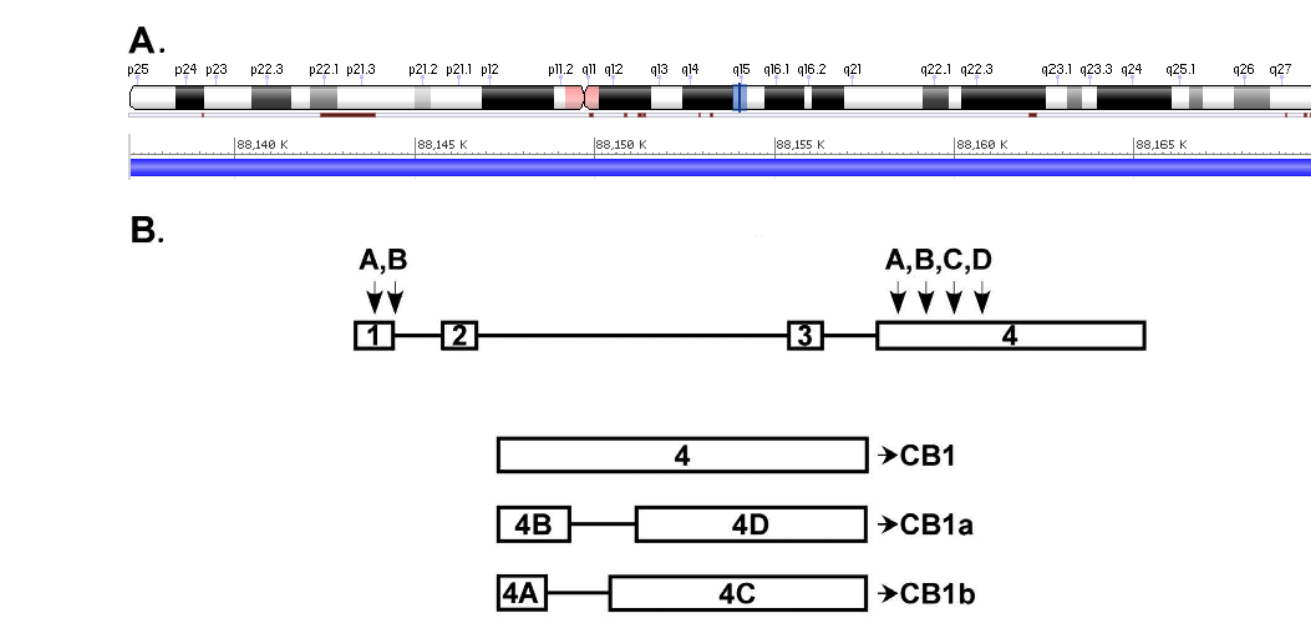 A.
p25 p24 p23 p22.3 p22.1 p21.3 p21.2 p21.1 p12 p11.2 q11 q12 q13 q14 q15 q16.1 q16.2 q21 q22.1 q22.3 q23.1 q23.3 q24 q25.1 q26 q27
88,140 K 88,145 K 88,150 K 88,155 K 88,160 K 88,165 K
B.
A,B A,B,C,D
1 2 3 4
4 CB1
4B 4D CB1a
4A 4C CB1b